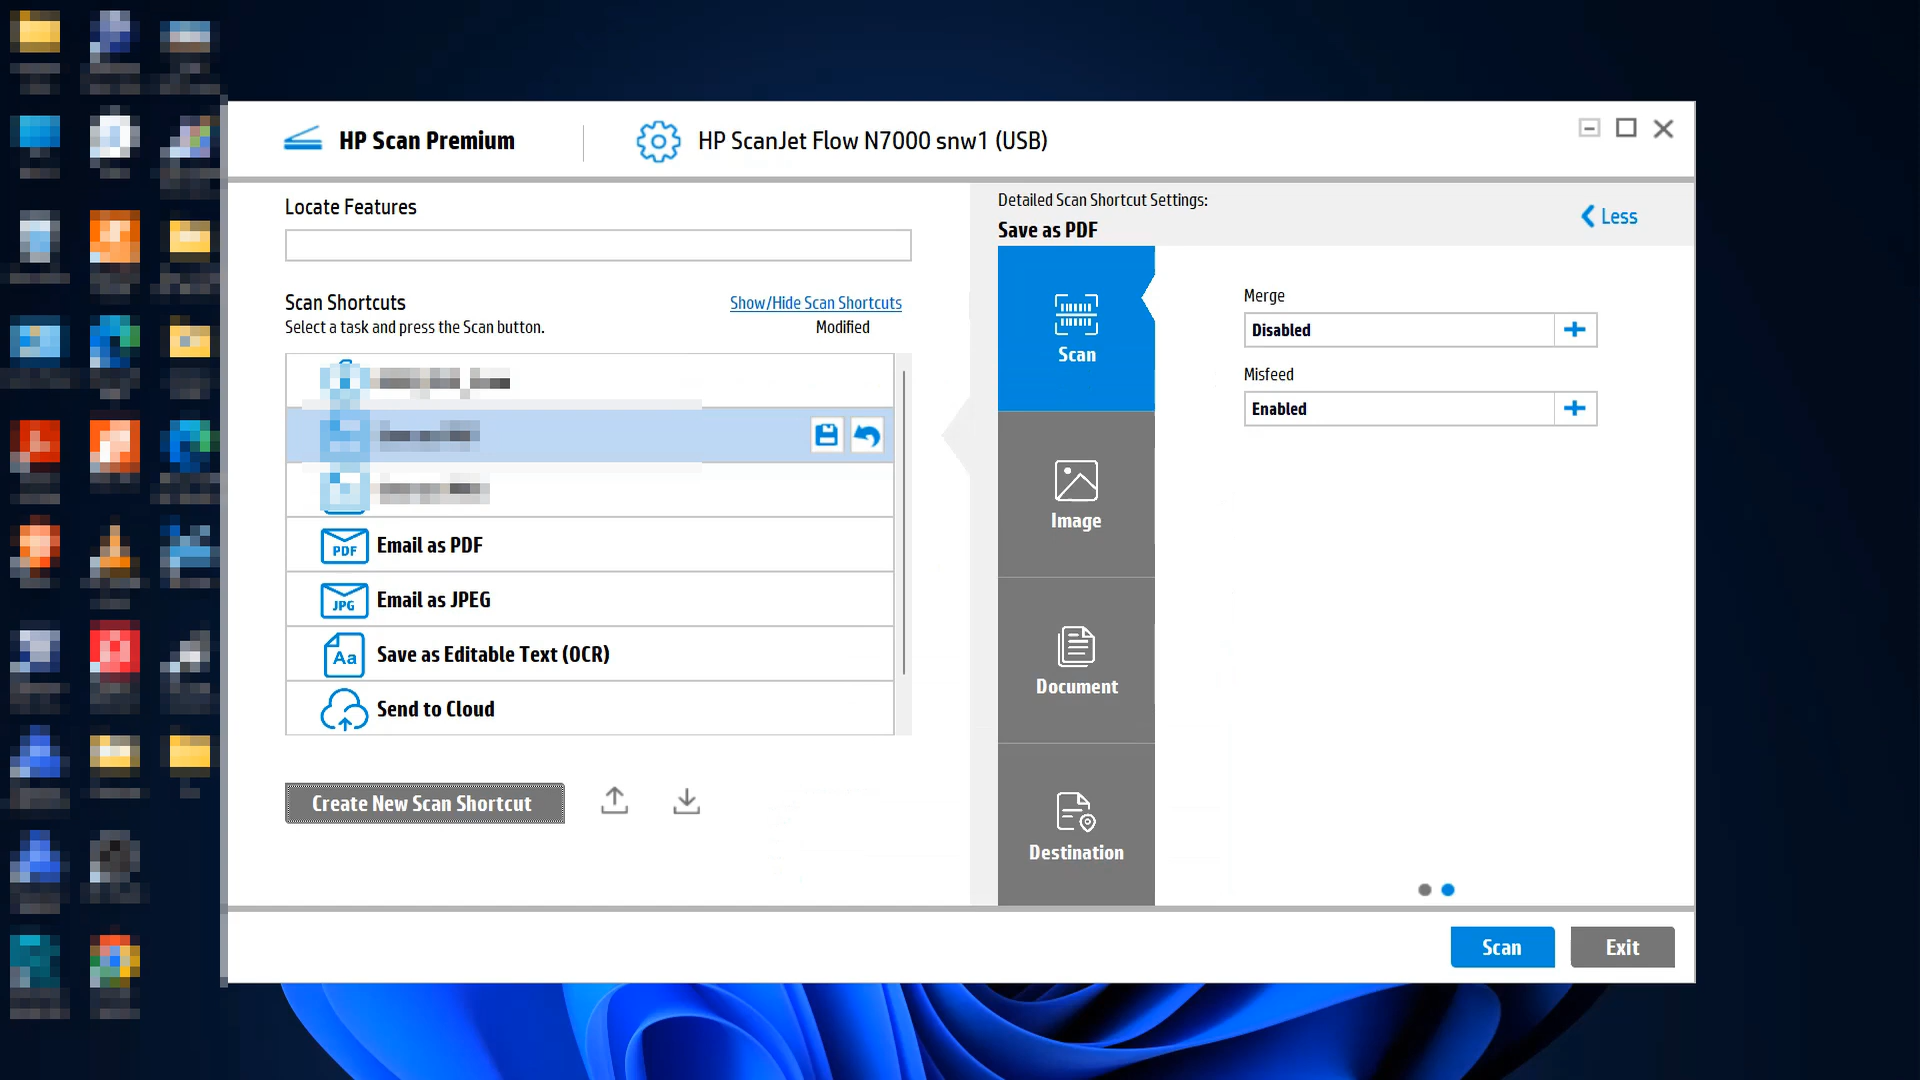 HP Scan Premium
HP ScanJet Flow N7000 snw1 (USB)
Locate Features
Scan Shortcuts
Show/Hide Scan Shortcuts
Select a task and press the Scan button.
Modified
PDF
Email as PDF
JPG
Email as JPEG
Aa
Save as Editable Text (OCR)
Send to Cloud
Create New Scan Shortcut
Detailed Scan Shortcut Settings:
Save as PDF
Less
Scan
Image
Document
Destination
Merge
Disabled
Misfeed
Enabled
Scan
Exit